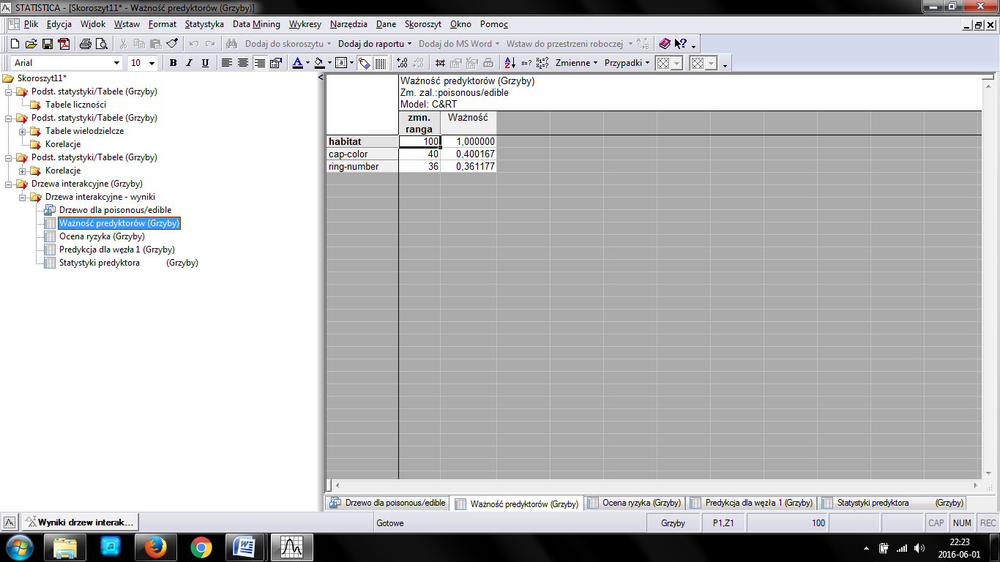 STATISTICA - [Skoroszyt11* - Ważność predyktorów (Grzyby)]
Plik Edycja Widok Wstaw Format Statystyka Data Mining Wykresy Narzędzia Dane Skoroszyt Okno Pomoc
Dodaj do skoroszytu Dodaj do raportu Dodaj do MS Word Wstaw do przestrzeni roboczej
Arial 10 B I U Zmienne Przypadki
Skoroszyt11*
Podst. statystyki/Tabele (Grzyby)
Tabele liczności
Podst. statystyki/Tabele (Grzyby)
Tabele wielodzielcze
Korelacje
Podst. statystyki/Tabele (Grzyby)
Korelacje
Drzewa interakcyjne (Grzyby)
Drzewa interakcyjne - wyniki
Drzewo dla poisonous/edible
Ważność predyktorów (Grzyby)
Ocena ryzyka (Grzyby)
Predykcja dla węzła 1 (Grzyby)
Statystyki predyktora (Grzyby)
Ważność predyktorów (Grzyby)
Zm. zal.:poisonous/edible
Model: C&RT
zmn. Ważność
ranga
habitat 100 1,000000
cap-color 40 0,400167
ring-number 36 0,361177
Drzewo dla poisonous/edible Ważność predyktorów (Grzyby) Ocena ryzyka (Grzyby) Predykcja dla węzła 1 (Grzyby) Statystyki predyktora (Grzyby)
Wyniki drzew interak... Gotowe Grzyby P1,Z1 100 CAP NUM REC
22:23
2016-06-01